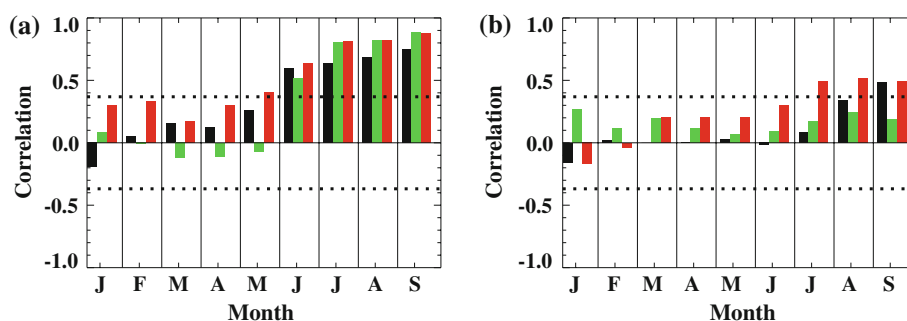 (a)
1.0
0.5
0.0
-0.5
-1.0
Correlation
J F M A M J J A S
Month
(b)
1.0
0.5
0.0
-0.5
-1.0
Correlation
J F M A M J J A S
Month